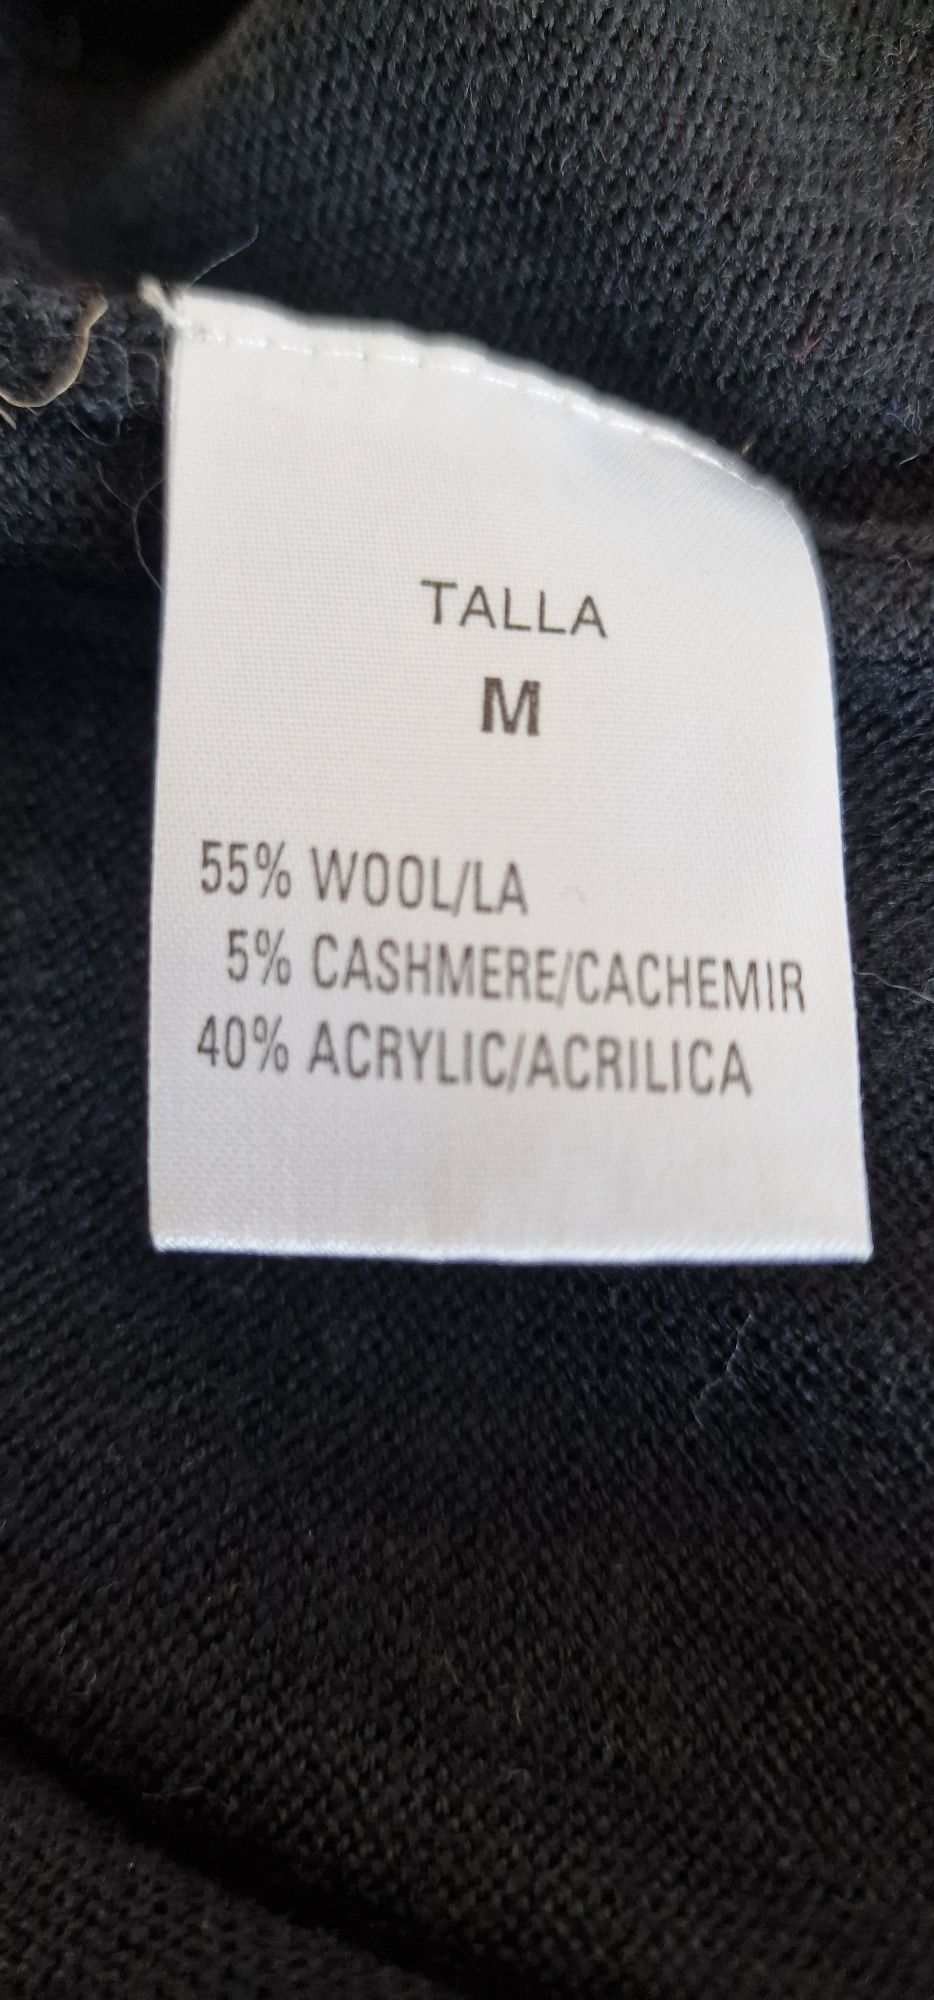 TALLA
M
55% WOOL/LA
5% CASHMERE/CACHEMIR
40% ACRYLIC/ACRILICA